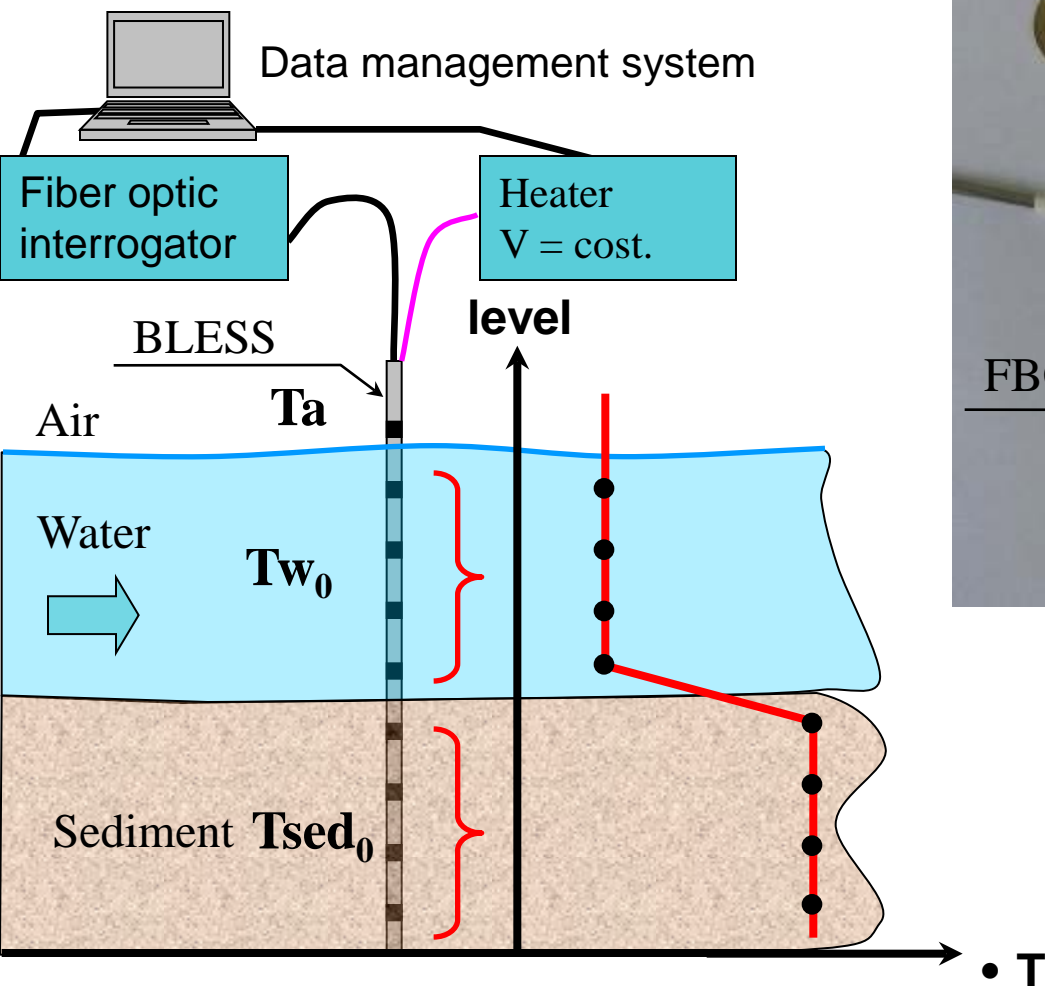 Data management system
Fiber optic
interrogator
Heater
V = cost.
level
BLESS
Ta
Air
Water
Tw₀
Sediment Tsed₀
• T